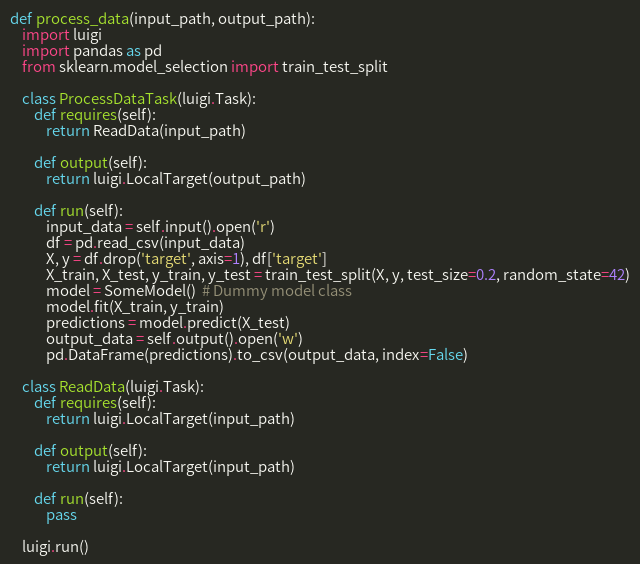 def process_data(input_path, output_path):
    import luigi
    import pandas as pd
    from sklearn.model_selection import train_test_split

    class ProcessDataTask(luigi.Task):
        def requires(self):
            return ReadData(input_path)

        def output(self):
            return luigi.LocalTarget(output_path)

        def run(self):
            input_data = self.input().open('r')
            df = pd.read_csv(input_data)
            X, y = df.drop('target', axis=1), df['target']
            X_train, X_test, y_train, y_test = train_test_split(X, y, test_size=0.2, random_state=42)
            model = SomeModel()  # Dummy model class
            model.fit(X_train, y_train)
            predictions = model.predict(X_test)
            output_data = self.output().open('w')
            pd.DataFrame(predictions).to_csv(output_data, index=False)

    class ReadData(luigi.Task):
        def requires(self):
            return luigi.LocalTarget(input_path)

        def output(self):
            return luigi.LocalTarget(input_path)

        def run(self):
            pass

    luigi.run()